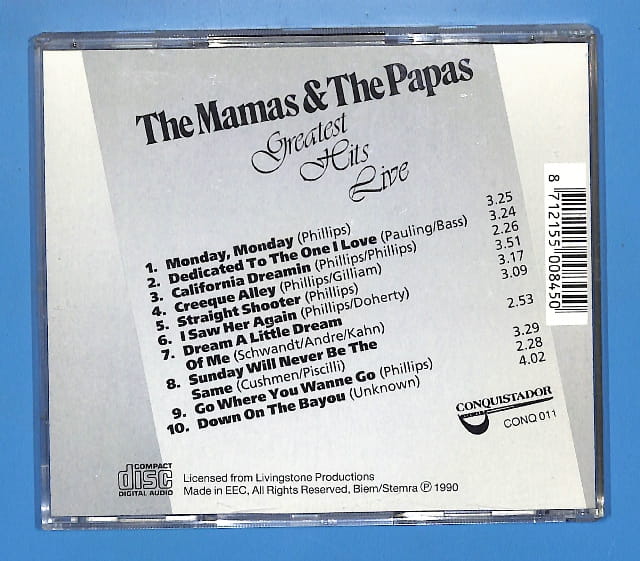 The Mamas & The Papas
Greatest
Hits
Live
1. Monday, Monday (Phillips) 3.25
2. Dedicated To The One I Love (Pauling/Bass) 3.24
3. California Dreamin (Phillips/Phillips) 2.26
4. Creeque Alley (Phillips/Gilliam) 3.51
5. Straight Shooter (Phillips) 3.17
6. I Saw Her Again (Phillips/Doherty) 3.09
7. Dream A Little Dream
Of Me (Schwandt/Andre/Kahn) 2.53
8. Sunday Will Never Be The
Same (Cushmen/Piscilli) 3.29
9. Go Where You Wanne Go (Phillips) 2.28
10. Down On The Bayou (Unknown) 4.02
8 712155 008450
CONQUISTADOR
CONQ 011
COMPACT
disc
DIGITAL AUDIO
Licensed from Livingstone Productions
Made in EEC, All Rights Reserved, Biem/Stemra Ⓟ 1990